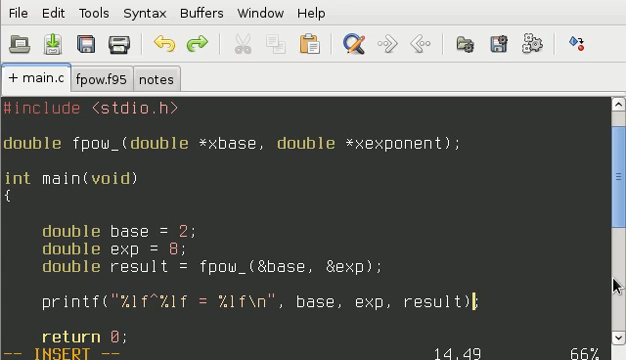 File Edit Tools Syntax Buffers Window Help
+ main.c fpow.f95 notes
#include <stdio.h>
double fpow_(double *xbase, double *xexponent);
int main(void)
{
double base = 2;
double exp = 8;
double result = fpow_(&base, &exp);
printf("%lf^%lf = %lf\n", base, exp, result);
return 0;
-- INSERT -- 14,49 66%